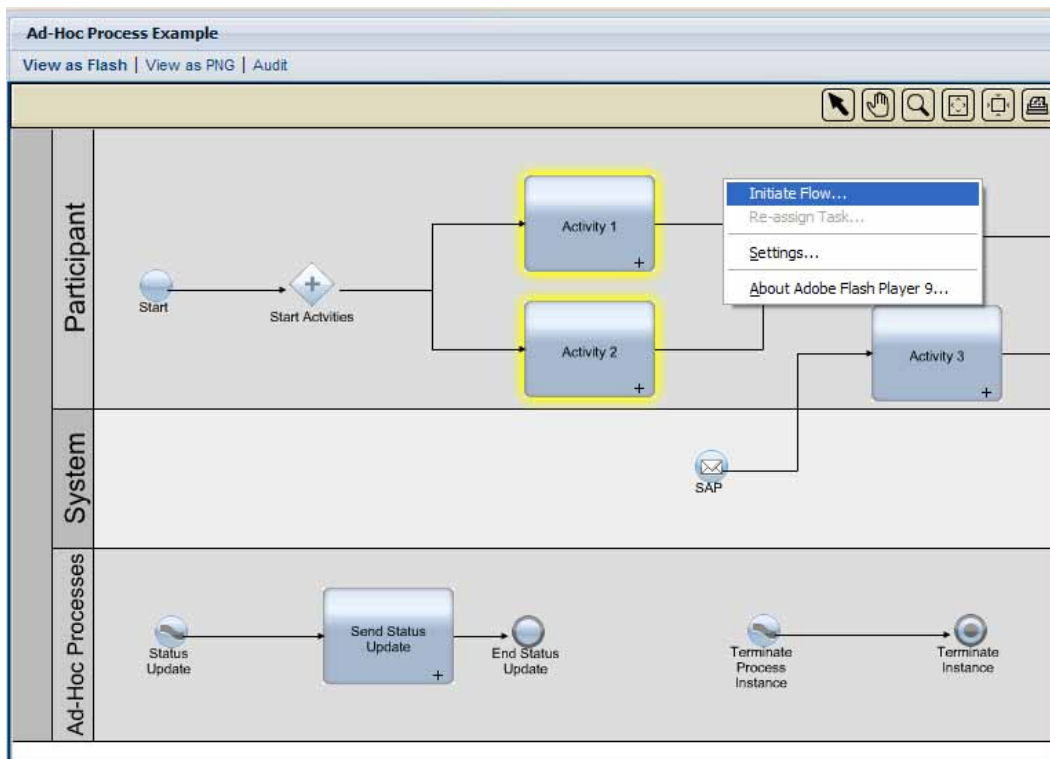 Ad-Hoc Process Example
View as Flash | View as PNG | Audit
Participant
Start
Start Actvities
Activity 1
+
Activity 2
+
Initiate Flow...
Re-assign Task...
Settings...
About Adobe Flash Player 9...
Activity 3
+
System
SAP
Ad-Hoc Processes
Status
Update
Send Status
Update
+
End Status
Update
Terminate
Process
Instance
Terminate
Instance